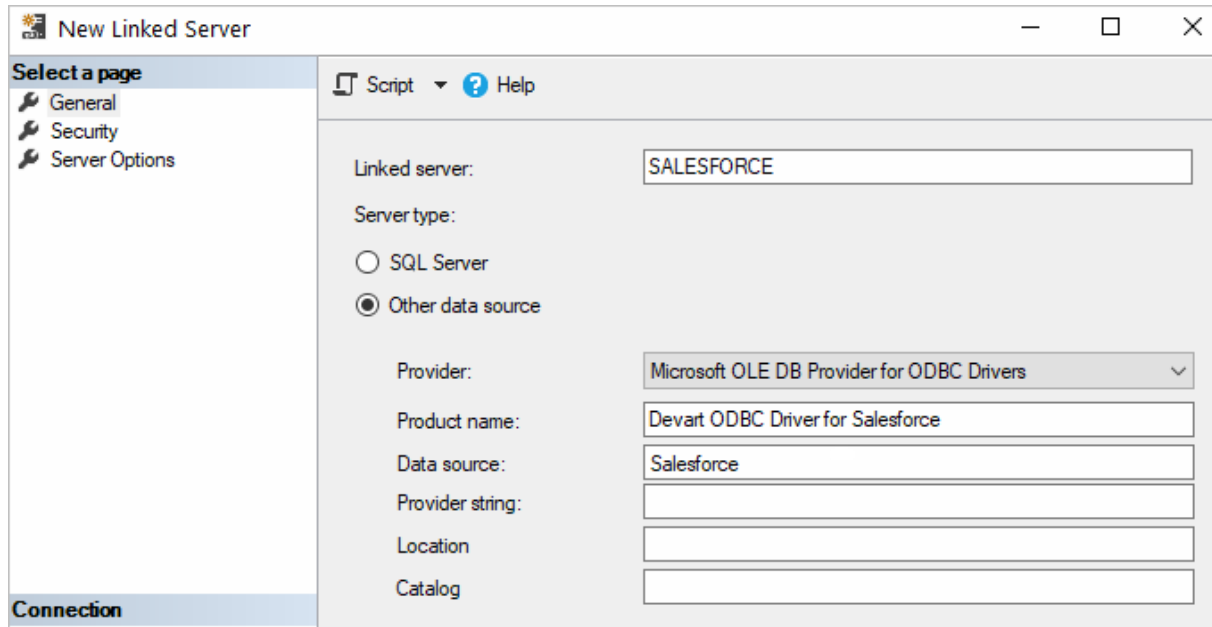 New Linked Server
Select a page
General
Security
Server Options
Connection
Script
Help
Linked server: SALESFORCE
Server type:
SQL Server
Other data source
Provider: Microsoft OLE DB Provider for ODBC Drivers
Product name: Devart ODBC Driver for Salesforce
Data source: Salesforce
Provider string:
Location
Catalog